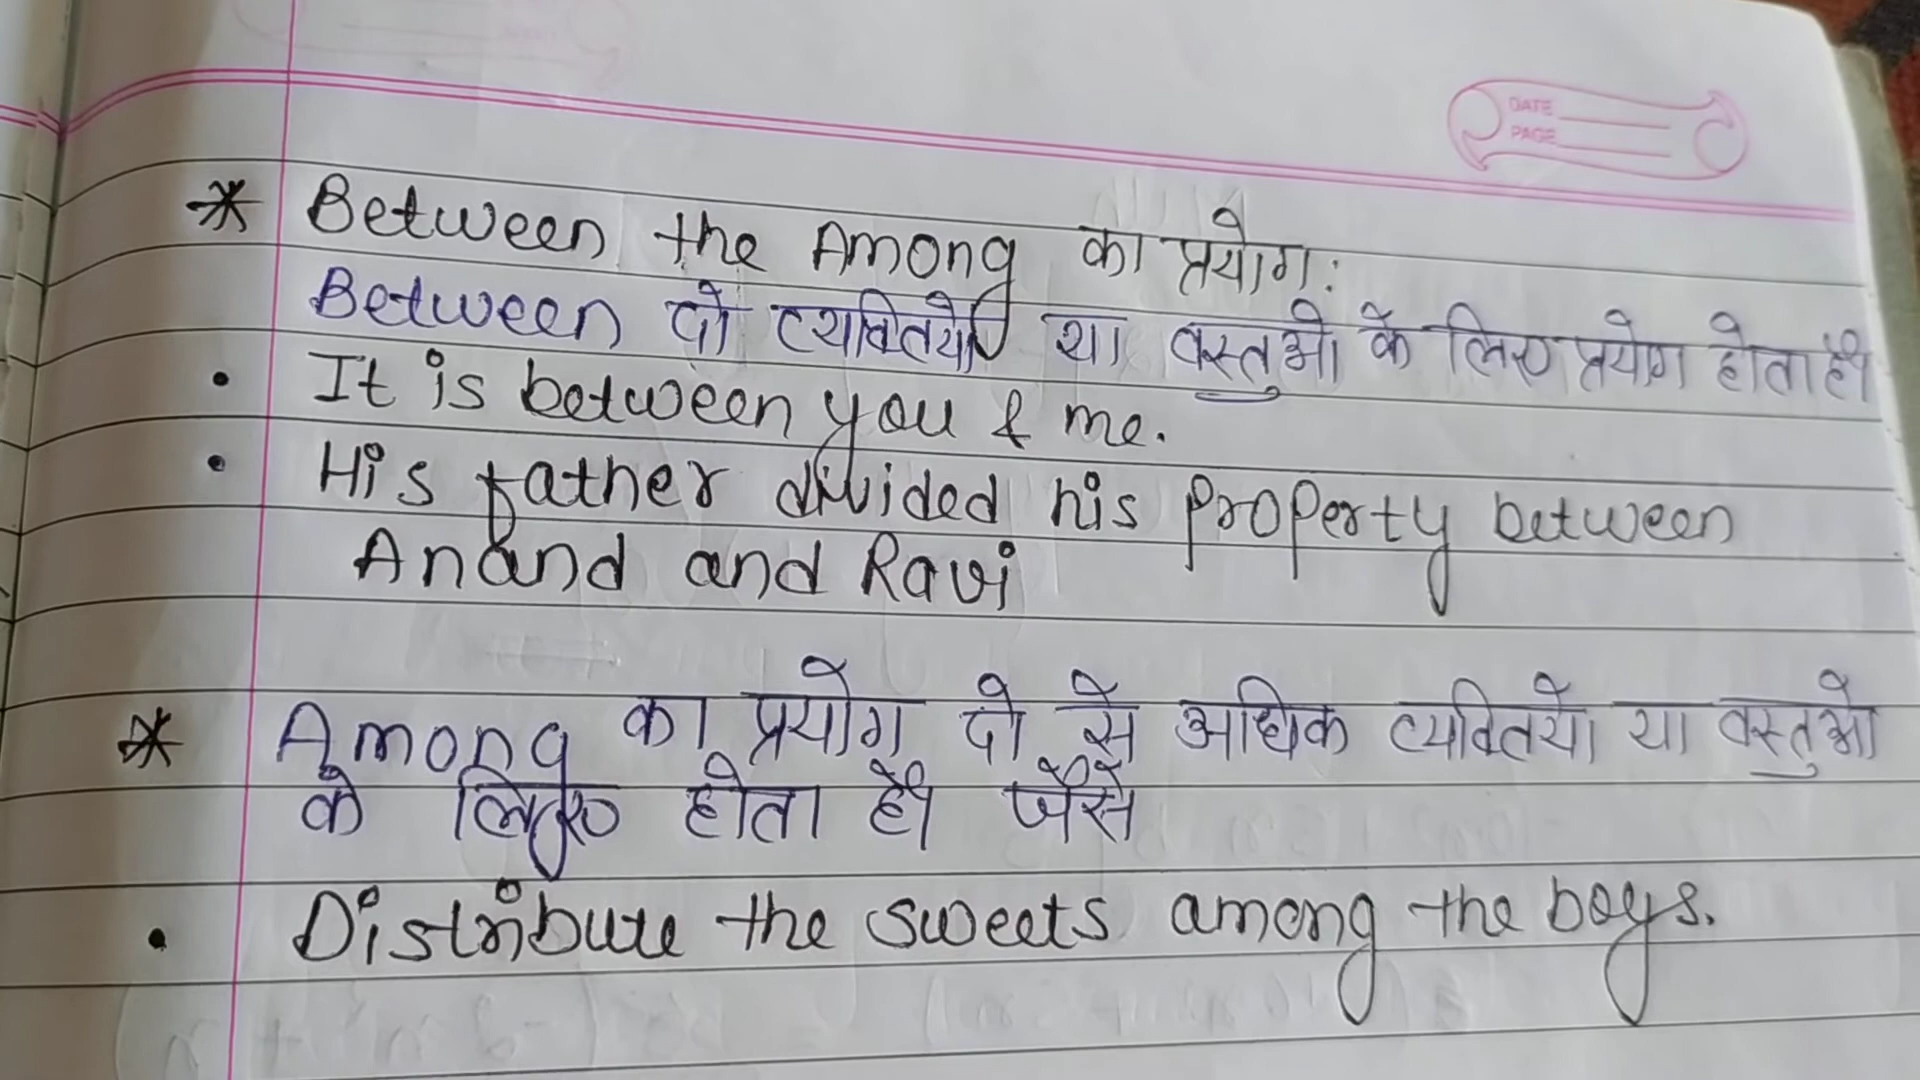 DATE
PAGE
* Between the Among का प्रयोग:
Between दो व्यक्तियों या वस्तुओ के लिए प्रयोग होता है।
• It is between you & me.
• His father divided his property between
Anand and Ravi
* Among का प्रयोग दो से अधिक व्यक्तियों या वस्तुओ
के लिए होता है। जैसे
• Distribute the sweets among the boys.